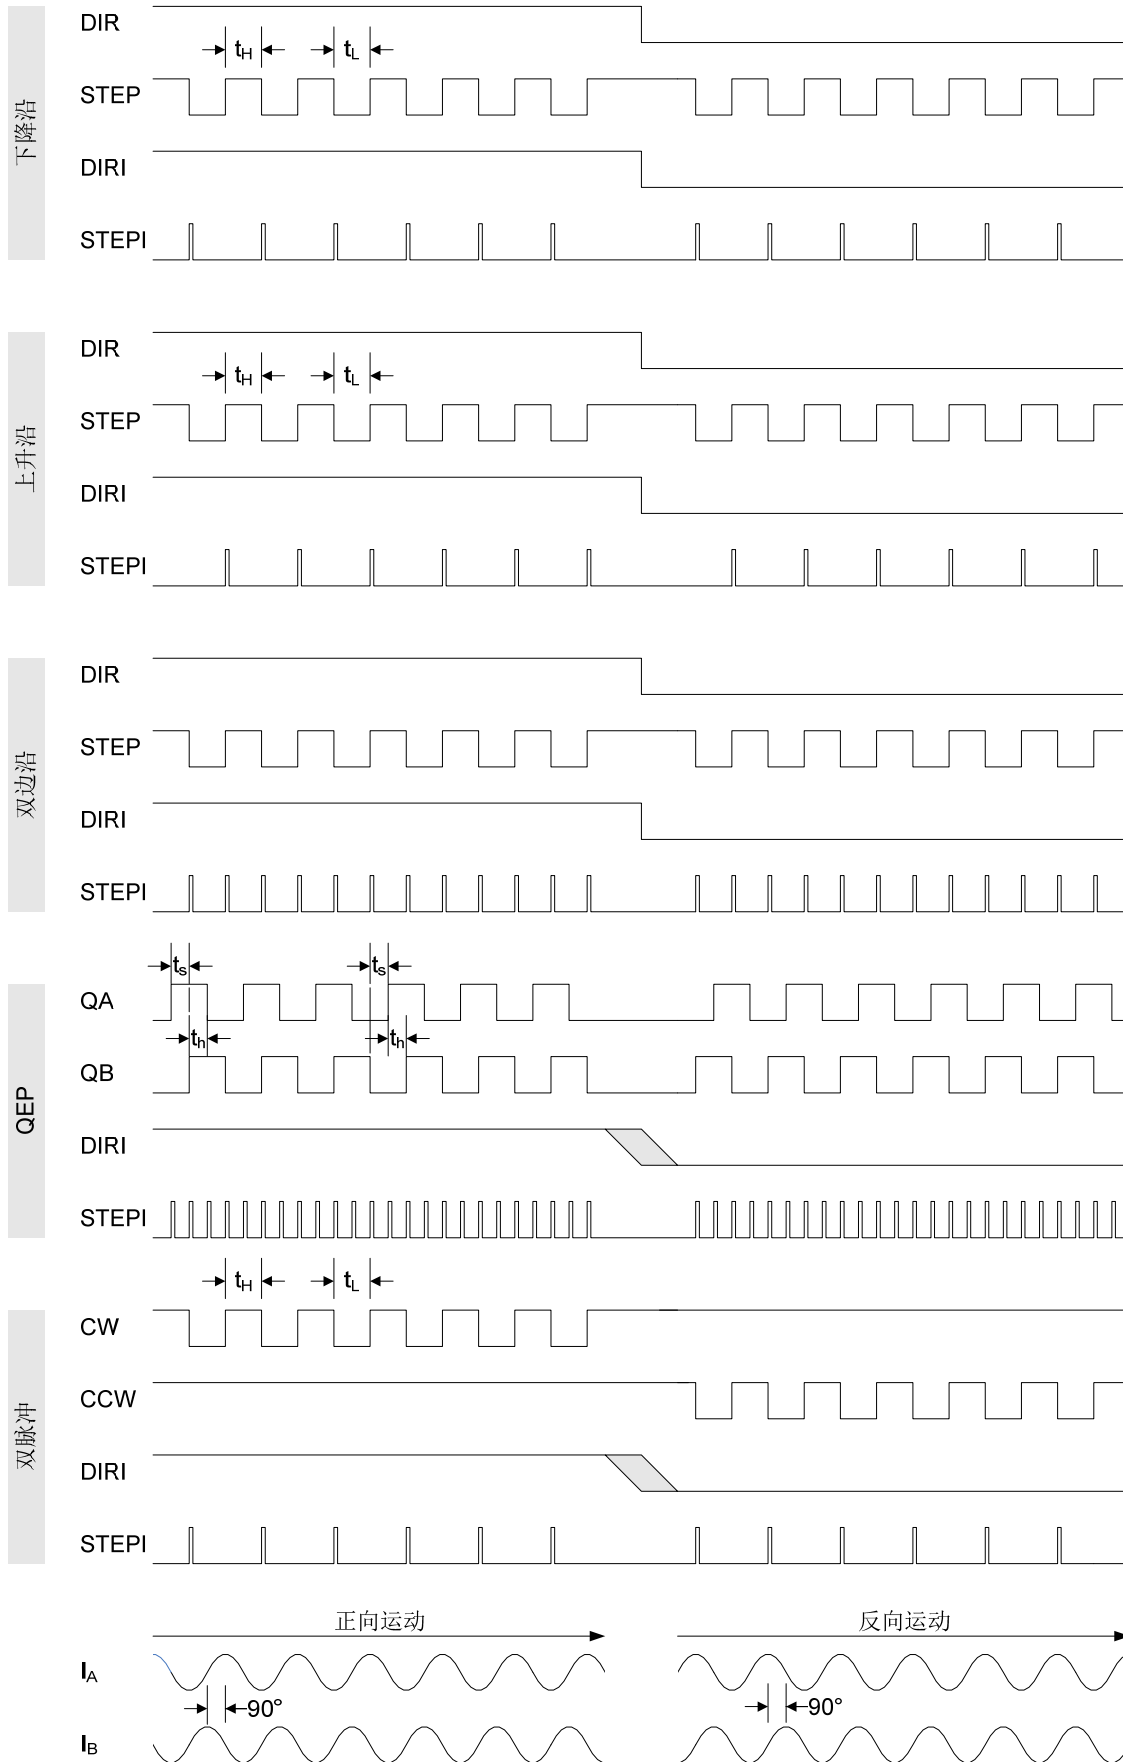 下降沿
DIR
tH
tL
STEP
DIRI
STEPI
上升沿
DIR
tH
tL
STEP
DIRI
STEPI
双边沿
DIR
STEP
DIRI
STEPI
QEP
ts
ts
QA
th
th
QB
DIRI
STEPI
双脉冲
tH
tL
CW
CCW
DIRI
STEPI
正向运动
反向运动
IA
90°
90°
IB